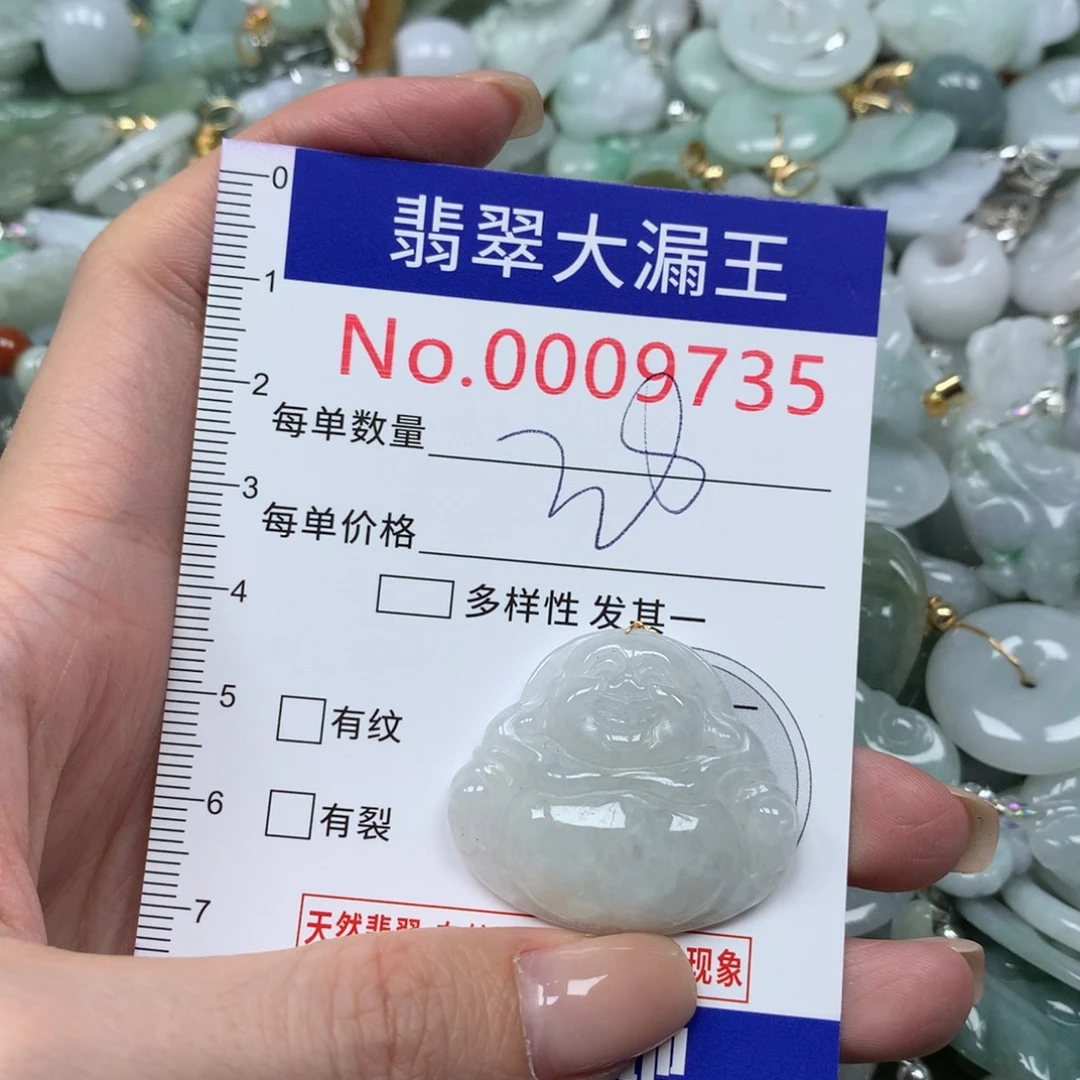 翡翠大漏王
No.0009735
每单数量
28
每单价格
多样性 发其一
有纹
有裂
天然翡翠
现象
0
1
2
3
4
5
6
7